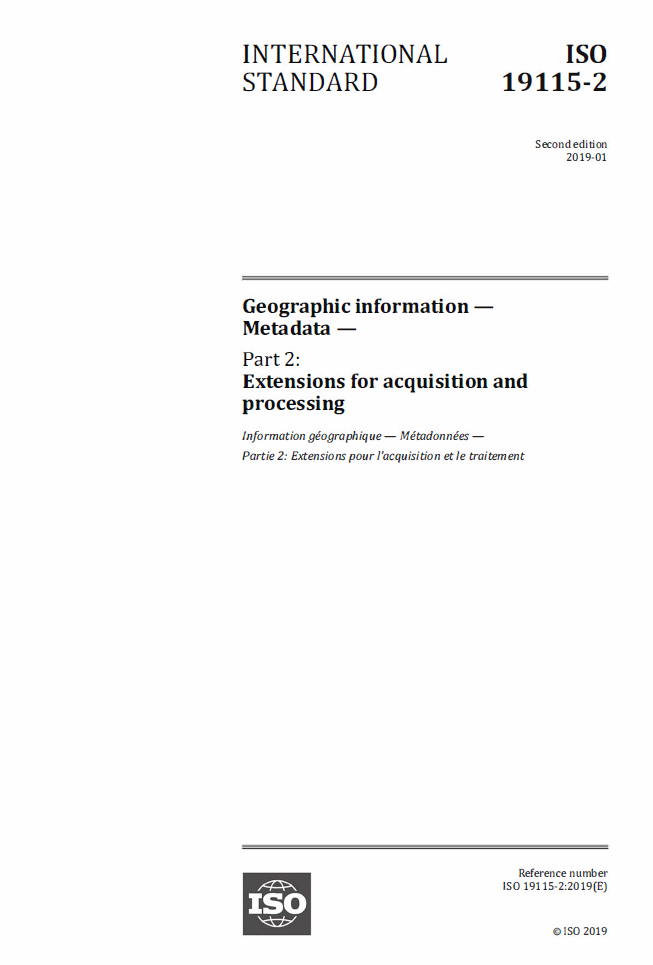 INTERNATIONAL STANDARD
ISO 19115-2
Second edition
2019-01
Geographic information —
Metadata —
Part 2:
Extensions for acquisition and
processing
Information géographique — Métadonnées —
Partie 2: Extensions pour l'acquisition et le traitement
ISO
Reference number
ISO 19115-2:2019(E)
© ISO 2019